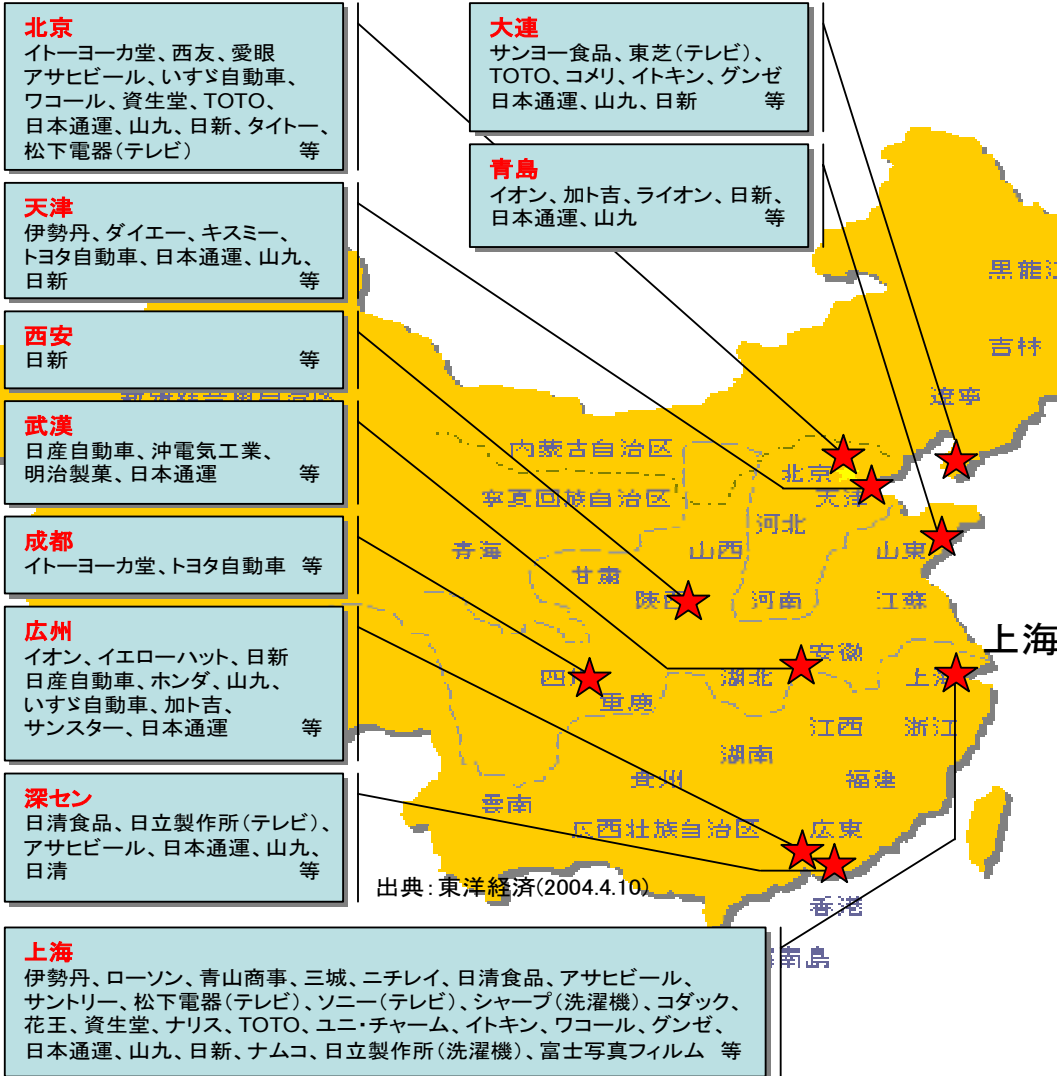 北京
イトーヨーカ堂、西友、愛眼
アサヒビール、いすゞ自動車、
ワコール、資生堂、TOTO、
日本通運、山九、日新、タイトー、
松下電器(テレビ) 等
大連
サンヨー食品、東芝(テレビ)、
TOTO、コメリ、イトキン、グンゼ
日本通運、山九、日新 等
青島
イオン、加ト吉、ライオン、日新、
日本通運、山九 等
天津
伊勢丹、ダイエー、キスミー、
トヨタ自動車、日本通運、山九、
日新 等
西安
日新 等
武漢
日産自動車、沖電気工業、
明治製菓、日本通運 等
成都
イトーヨーカ堂、トヨタ自動車 等
広州
イオン、イエローハット、日新
日産自動車、ホンダ、山九、
いすゞ自動車、加ト吉、
サンスター、日本通運 等
深セン
日清食品、日立製作所(テレビ)、
アサヒビール、日本通運、山九、
日清 等
上海
伊勢丹、ローソン、青山商事、三城、ニチレイ、日清食品、アサヒビール、
サントリー、松下電器(テレビ)、ソニー(テレビ)、シャープ(洗濯機)、コダック、
花王、資生堂、ナリス、TOTO、ユニ・チャーム、イトキン、ワコール、グンゼ、
日本通運、山九、日新、ナムコ、日立製作所(洗濯機)、富士写真フィルム 等
黒龍江
吉林
遼寧
内蒙古自治区
北京
天津
寧夏回族自治区
河北
青海
山西
山東
甘粛
陝西
河南
江蘇
上海
安徽
湖北
上海
重慶
江西
浙江
湖南
貴州
福建
雲南
広西壮族自治区
広東
出典:東洋経済(2004.4.10)
香港
南島